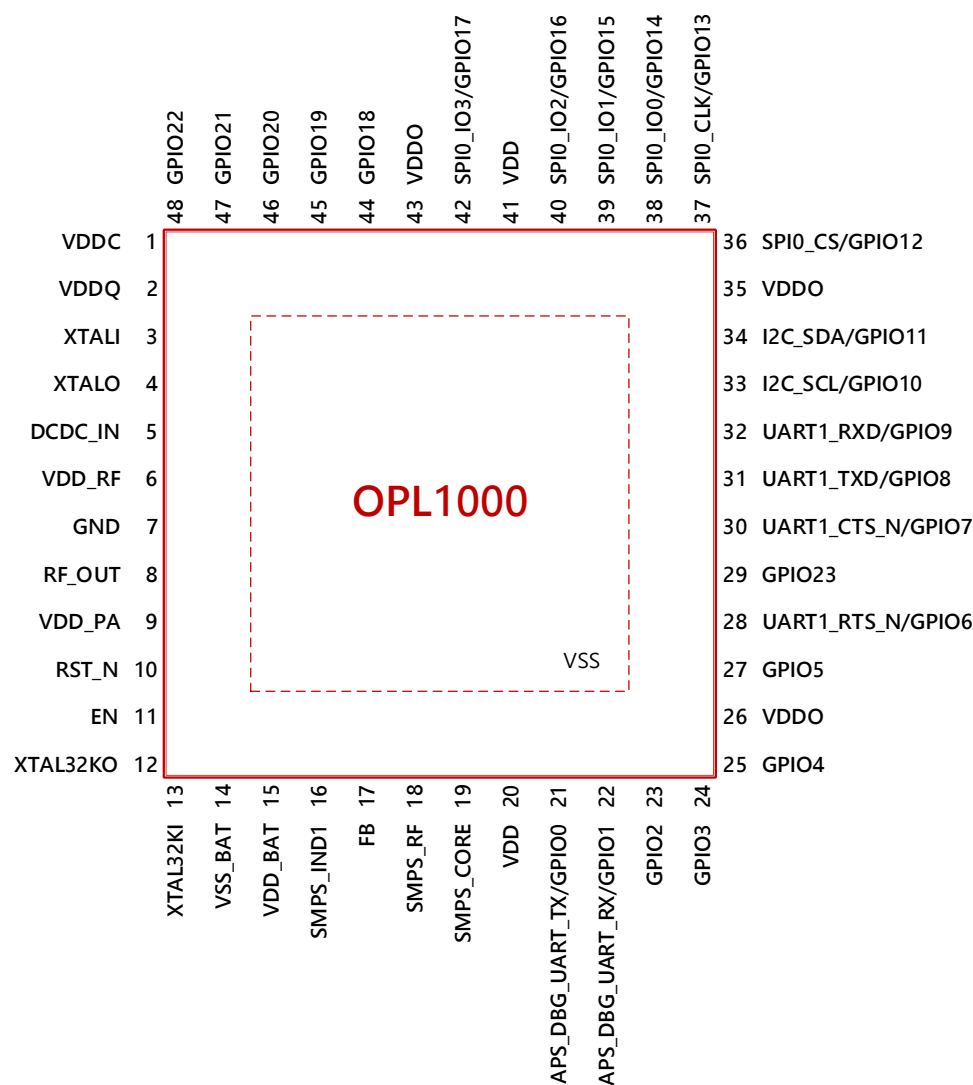 48 GPIO22
47 GPIO21
46 GPIO20
45 GPIO19
44 GPIO18
43 VDDO
42 SPI0_IO3/GPIO17
41 VDD
40 SPI0_IO2/GPIO16
39 SPI0_IO1/GPIO15
38 SPI0_IO0/GPIO14
37 SPI0_CLK/GPIO13
VDDC 1
VDDQ 2
XTALI 3
XTALO 4
DCDC_IN 5
VDD_RF 6
GND 7
RF_OUT 8
VDD_PA 9
RST_N 10
EN 11
XTAL32KO 12
OPL1000
VSS
36 SPI0_CS/GPIO12
35 VDDO
34 I2C_SDA/GPIO11
33 I2C_SCL/GPIO10
32 UART1_RXD/GPIO9
31 UART1_TXD/GPIO8
30 UART1_CTS_N/GPIO7
29 GPIO23
28 UART1_RTS_N/GPIO6
27 GPIO5
26 VDDO
25 GPIO4
XTAL32KI 13
VSS_BAT 14
VDD_BAT 15
SMPS_IND1 16
FB 17
SMPS_RF 18
SMPS_CORE 19
VDD 20
APS_DBG_UART_TX/GPIO0 21
APS_DBG_UART_RX/GPIO1 22
GPIO2 23
GPIO3 24